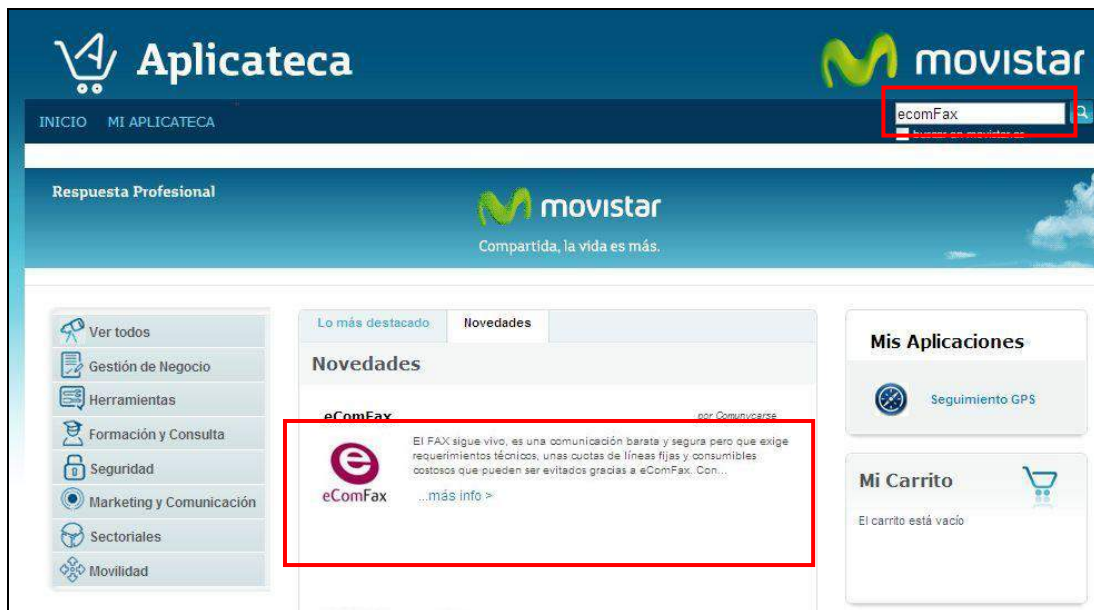 Aplicateca
movistar
INICIO MI APLICATECA
ecomFax
buscar en movistar.es
Respuesta Profesional
movistar
Compartida, la vida es más.
Ver todos
Gestión de Negocio
Herramientas
Formación y Consulta
Seguridad
Marketing y Comunicación
Sectoriales
Movilidad
Lo más destacado Novedades
Novedades
eComFax por Comunycarse
El FAX sigue vivo, es una comunicación barata y segura pero que exige
requerimientos técnicos, unas cuotas de líneas fijas y consumibles
costosos que pueden ser evitados gracias a eComFax. Con...
eComFax ...más info >
Mis Aplicaciones
Seguimiento GPS
Mi Carrito
El carrito está vacío